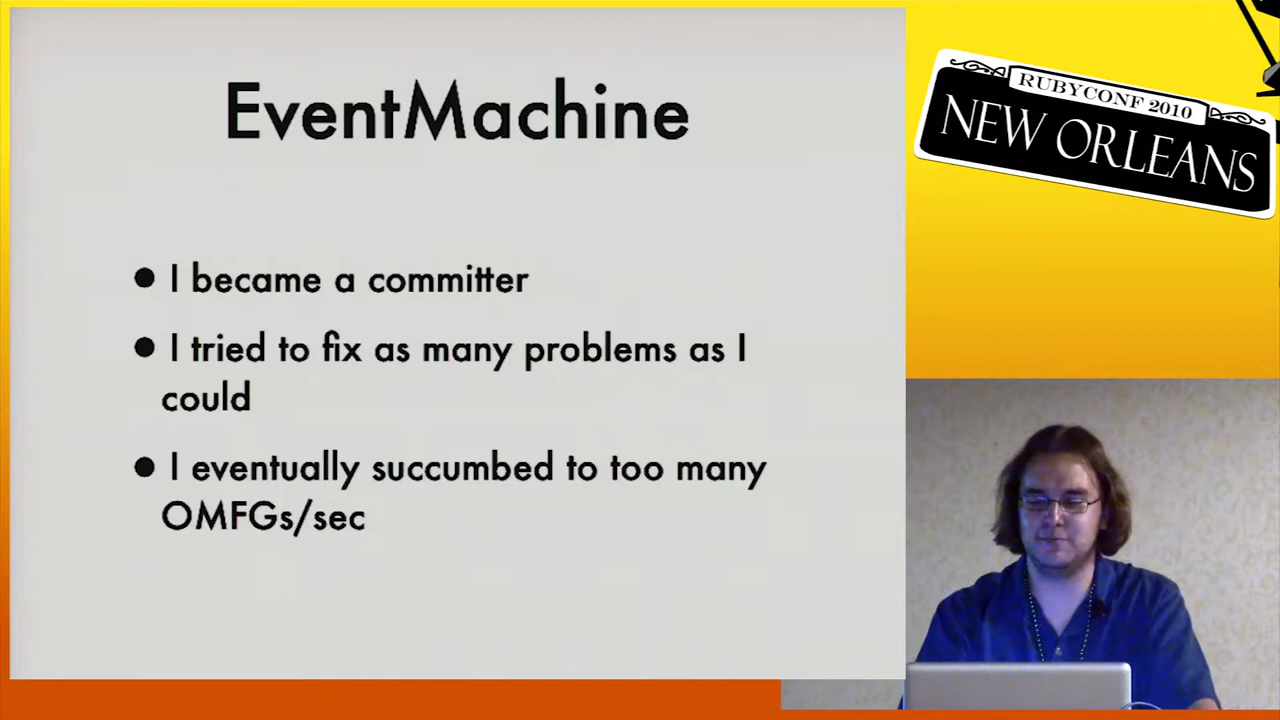 EventMachine
● I became a committer
● I tried to fix as many problems as I
could
● I eventually succumbed to too many
OMFGs/sec
RUBYCONF 2010
NEW ORLEANS